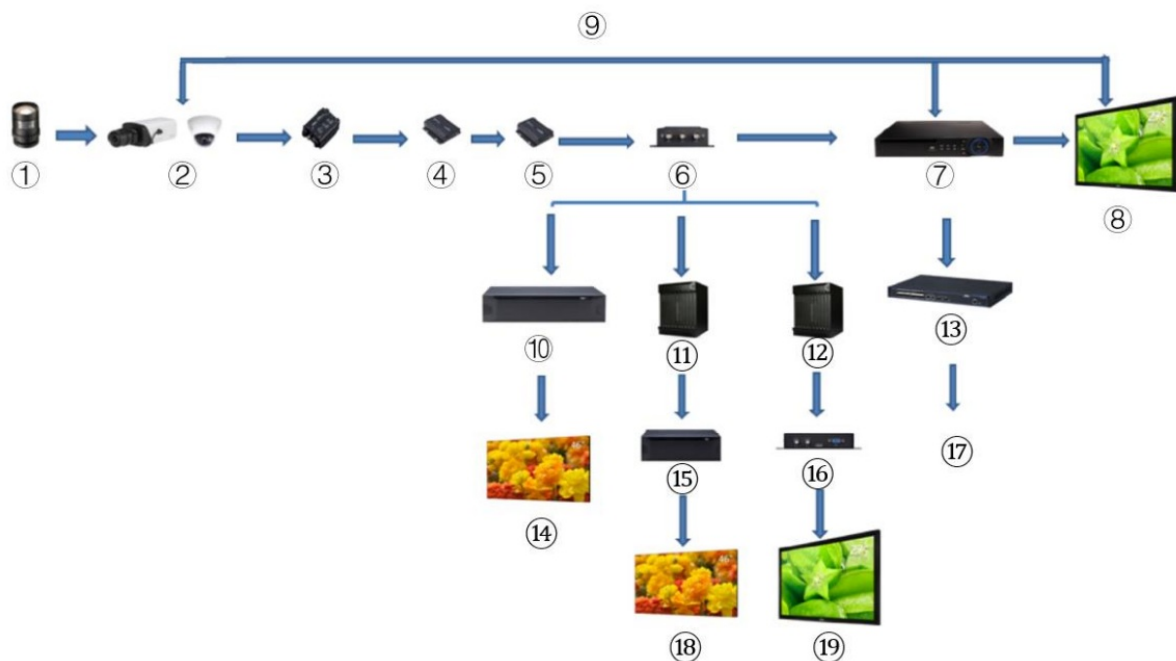 ⑨
① ② ③ ④ ⑤ ⑥ ⑦ ⑧
⑩ ⑪ ⑫ ⑬
⑭ ⑮ ⑯ ⑰
⑱ ⑲